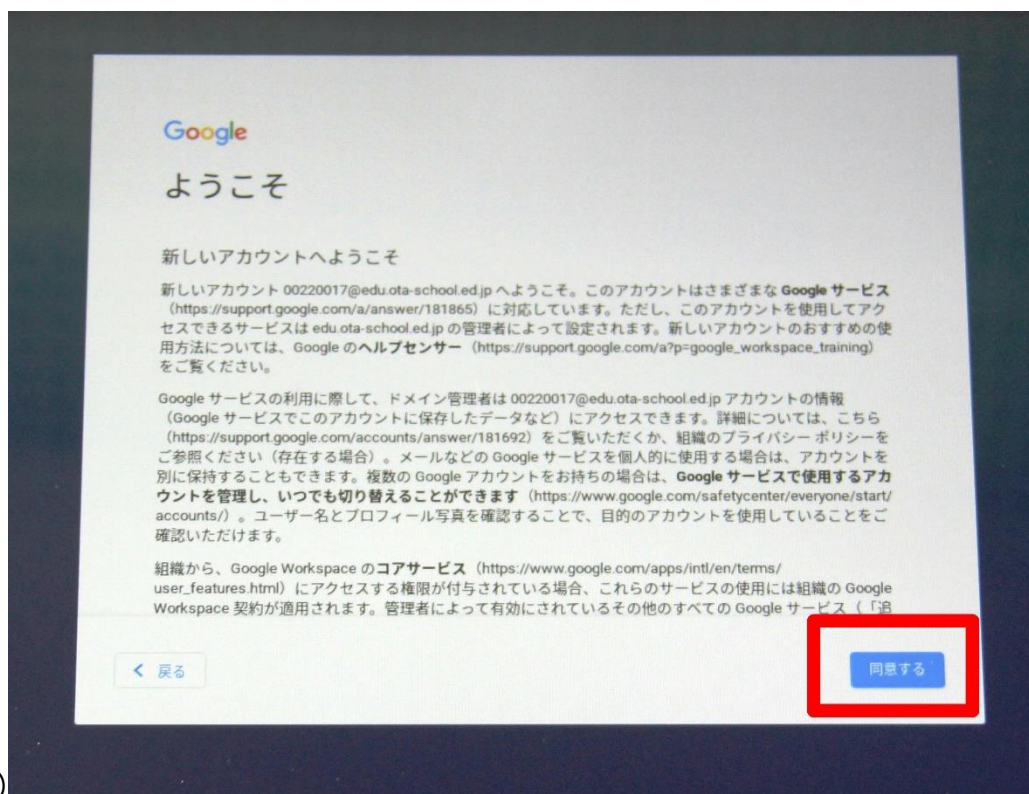 Google
ようこそ
新しいアカウントへようこそ
新しいアカウント 00220017@edu.ota-school.ed.jp へようこそ。このアカウントはさまざまな Google サービス
（https://support.google.com/a/answer/181865）に対応しています。ただし、このアカウントを使用してアク
セスできるサービスは edu.ota-school.ed.jp の管理者によって設定されます。新しいアカウントのおすすめの使
用方法については、Google のヘルプセンサー（https://support.google.com/a?p=google_workspace_training）
をご覧ください。
Google サービスの利用に際して、ドメイン管理者は 00220017@edu.ota-school.ed.jp アカウントの情報
（Google サービスでこのアカウントに保存したデータなど）にアクセスできます。詳細については、こちら
（https://support.google.com/accounts/answer/181692）をご覧いただくか、組織のプライバシー ポリシーを
ご参照ください（存在する場合）。メールなどの Google サービスを個人的に使用する場合は、アカウントを
別に保持することもできます。複数の Google アカウントをお持ちの場合は、Google サービスで使用するアカ
ウントを管理し、いつでも切り替えることができます（https://www.google.com/safetycenter/everyone/start/
accounts/）。ユーザー名とプロフィール写真を確認することで、目的のアカウントを使用していることをご
確認いただけます。
組織から、Google Workspace のコアサービス（https://www.google.com/apps/intl/en/terms/
user_features.html）にアクセスする権限が付与されている場合、これらのサービスの使用には組織の Google
Workspace 契約が適用されます。管理者によって有効にされているその他のすべての Google サービス（「追
< 戻る
同意する
)